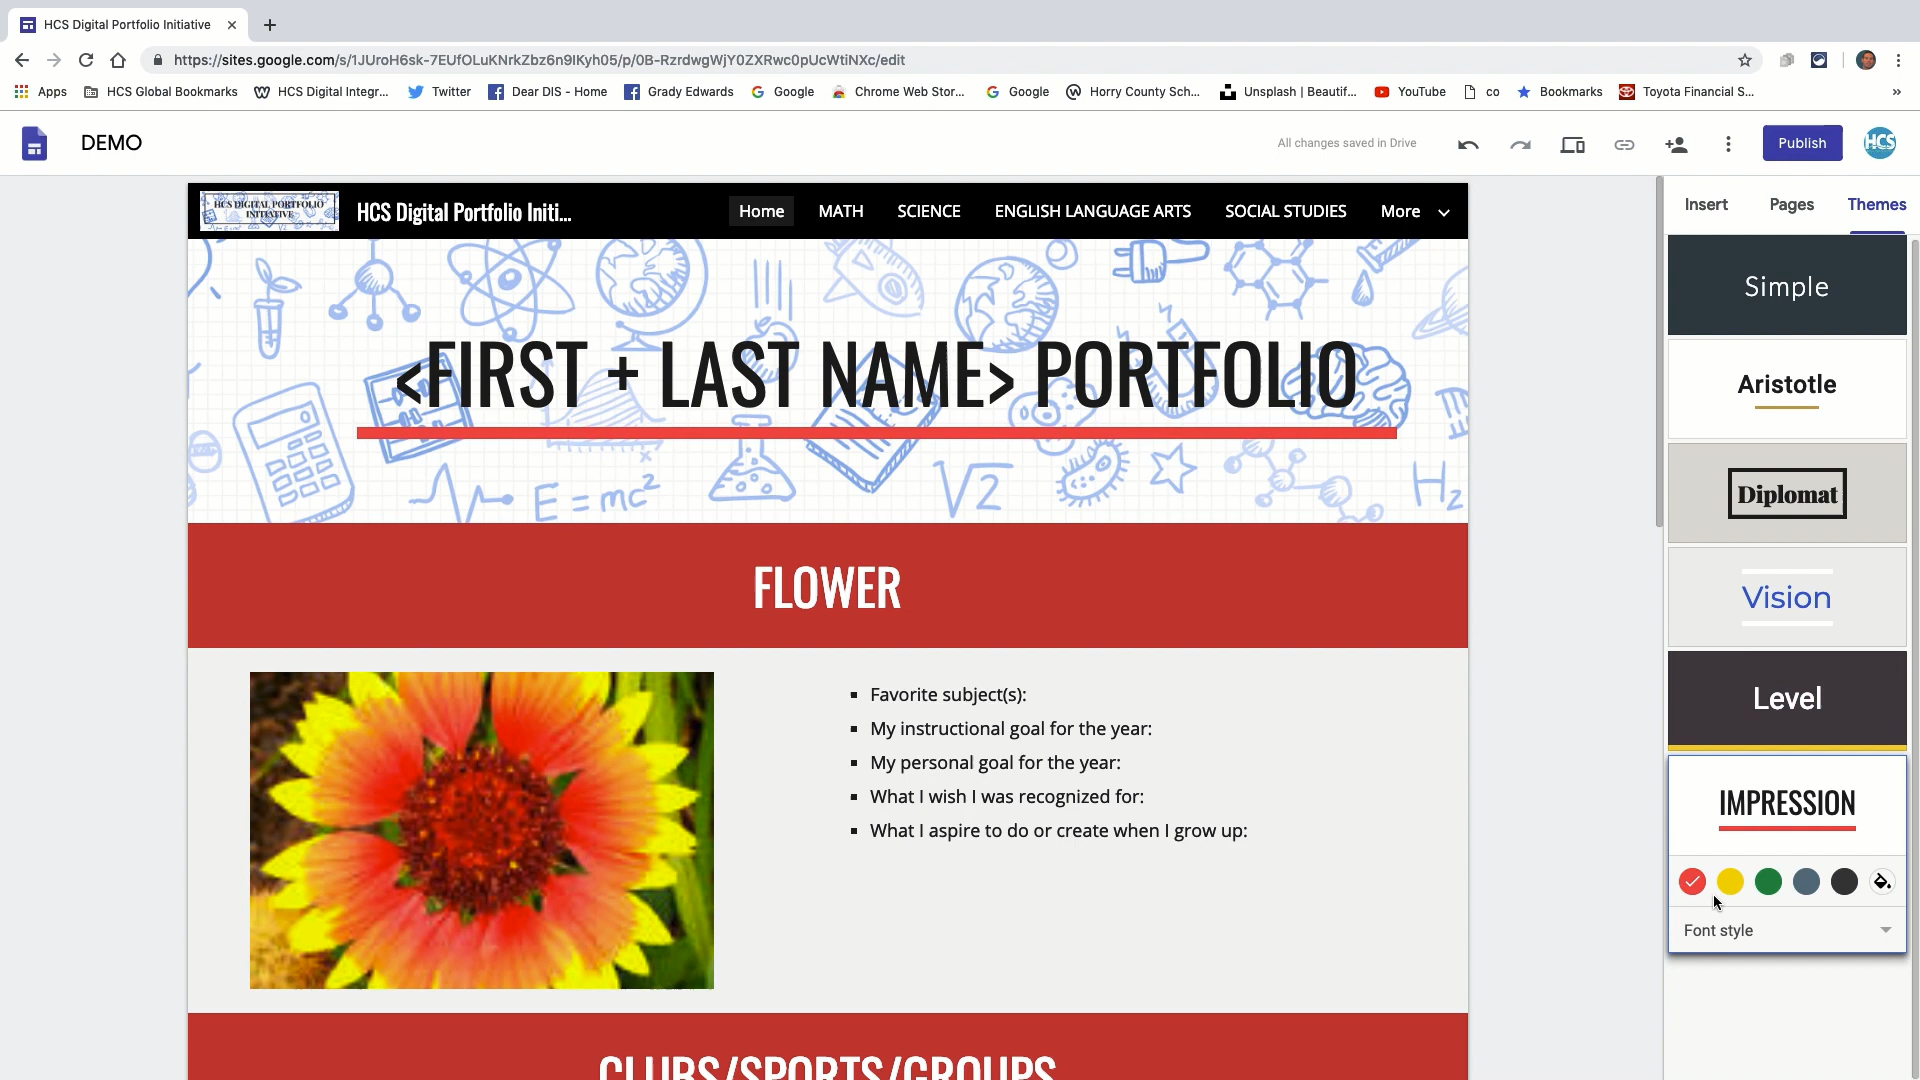 HCS Digital Portfolio Initiative
https://sites.google.com/s/1JUroH6sk-7EUfOLuKNrkZbz6n9IKyh05/p/0B-RzrdwgWjY0ZXRwc0pUcWtiNXc/edit
Apps HCS Global Bookmarks HCS Digital Integr... Twitter Dear DIS - Home Grady Edwards Google Chrome Web Stor... Google Horry County Sch... Unsplash | Beautif... YouTube co Bookmarks Toyota Financial S... »
DEMO
All changes saved in Drive
Publish
HCS
Insert Pages Themes
HCS DIGITAL PORTFOLIO
INITIATIVE
HCS Digital Portfolio Initi...
Home MATH SCIENCE ENGLISH LANGUAGE ARTS SOCIAL STUDIES More
<FIRST + LAST NAME> PORTFOLIO
E = mc²
√2
H₂
x²
FLOWER
Favorite subject(s):
My instructional goal for the year:
My personal goal for the year:
What I wish I was recognized for:
What I aspire to do or create when I grow up:
CLUBS/SPORTS/GROUPS
Simple
Aristotle
Diplomat
Vision
Level
IMPRESSION
Font style